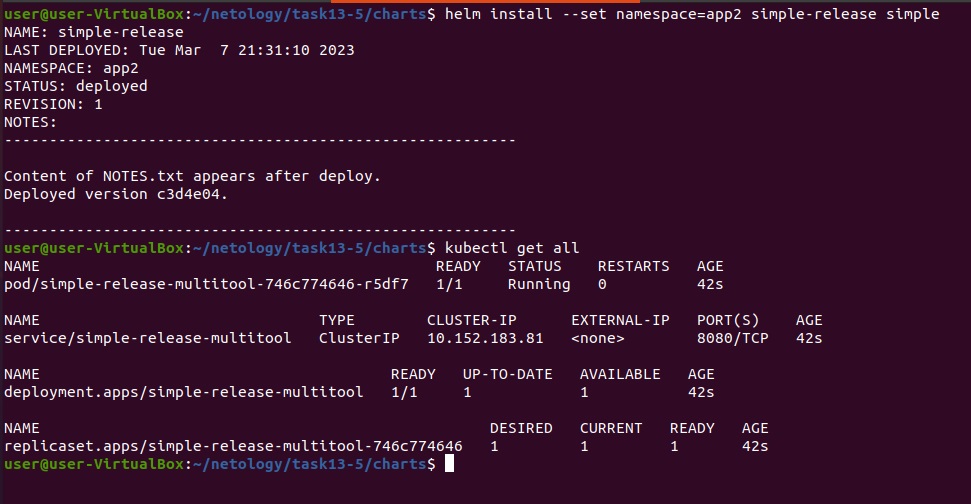 user@user-VirtualBox:~/netology/task13-5/charts$ helm install --set namespace=app2 simple-release simple
NAME: simple-release
LAST DEPLOYED: Tue Mar  7 21:31:10 2023
NAMESPACE: app2
STATUS: deployed
REVISION: 1
NOTES:
---------------------------------------------------------
Content of NOTES.txt appears after deploy.
Deployed version c3d4e04.
---------------------------------------------------------
user@user-VirtualBox:~/netology/task13-5/charts$ kubectl get all
NAME                                            READY   STATUS    RESTARTS   AGE
pod/simple-release-multitool-746c774646-r5df7   1/1     Running   0          42s
NAME                               TYPE        CLUSTER-IP      EXTERNAL-IP   PORT(S)    AGE
service/simple-release-multitool   ClusterIP   10.152.183.81   <none>        8080/TCP   42s
NAME                                       READY   UP-TO-DATE   AVAILABLE   AGE
deployment.apps/simple-release-multitool   1/1     1            1           42s
NAME                                                  DESIRED   CURRENT   READY   AGE
replicaset.apps/simple-release-multitool-746c774646   1         1         1       42s
user@user-VirtualBox:~/netology/task13-5/charts$